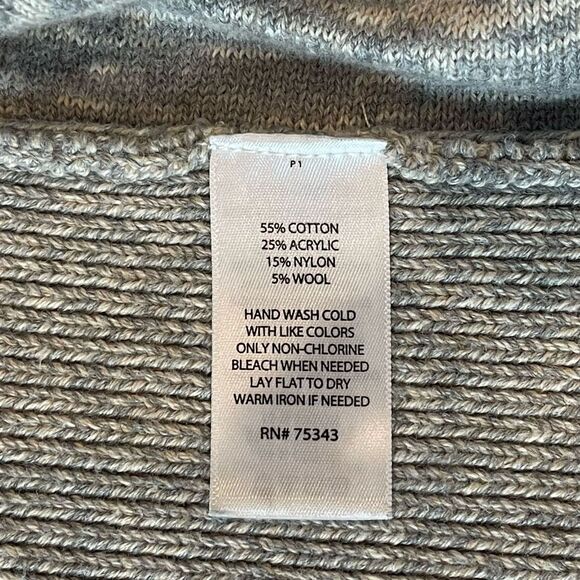 P1
55% COTTON
25% ACRYLIC
15% NYLON
5% WOOL
HAND WASH COLD
WITH LIKE COLORS
ONLY NON-CHLORINE
BLEACH WHEN NEEDED
LAY FLAT TO DRY
WARM IRON IF NEEDED
RN# 75343